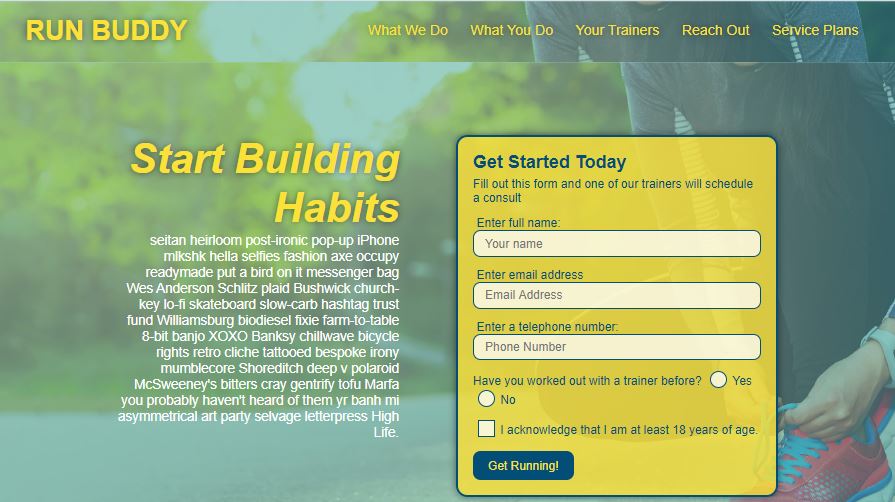 RUN BUDDY
What We Do
What You Do
Your Trainers
Reach Out
Service Plans
Start Building
Habits
seitan heirloom post-ironic pop-up iPhone
mlkshk hella selfies fashion axe occupy
readymade put a bird on it messenger bag
Wes Anderson Schlitz plaid Bushwick church-
key lo-fi skateboard slow-carb hashtag trust
fund Williamsburg biodiesel fixie farm-to-table
8-bit banjo XOXO Banksy chillwave bicycle
rights retro cliche tattooed bespoke irony
mumblecore Shoreditch deep v polaroid
McSweeney's bitters cray gentrify tofu Marfa
you probably haven't heard of them yr banh mi
asymmetrical art party selvage letterpress High
Life.
Get Started Today
Fill out this form and one of our trainers will schedule
a consult
Enter full name:
Your name
Enter email address
Email Address
Enter a telephone number:
Phone Number
Have you worked out with a trainer before? Yes
No
I acknowledge that I am at least 18 years of age.
Get Running!